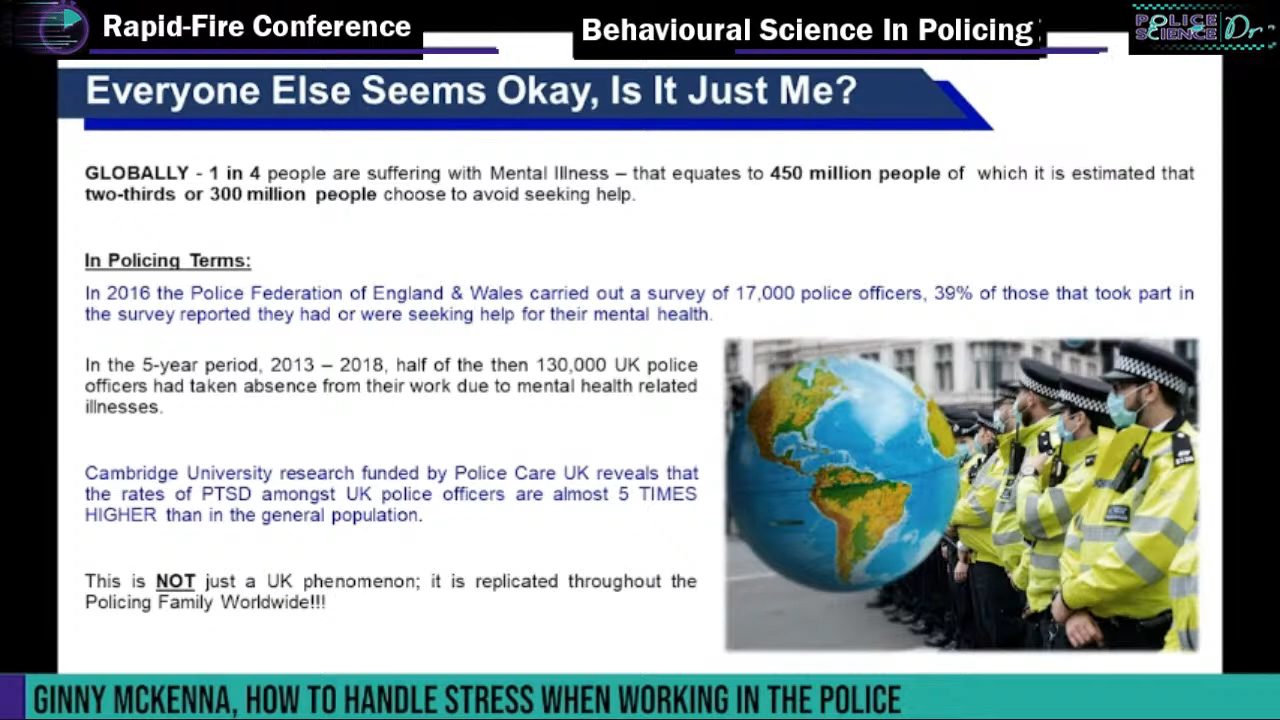 Rapid-Fire Conference
Behavioural Science In Policing
POLICE
SCIENCE Dr
Everyone Else Seems Okay, Is It Just Me?
GLOBALLY - 1 in 4 people are suffering with Mental Illness – that equates to 450 million people of which it is estimated that
two-thirds or 300 million people choose to avoid seeking help.
In Policing Terms:
In 2016 the Police Federation of England & Wales carried out a survey of 17,000 police officers, 39% of those that took part in
the survey reported they had or were seeking help for their mental health.
In the 5-year period, 2013 – 2018, half of the then 130,000 UK police
officers had taken absence from their work due to mental health related
illnesses.
Cambridge University research funded by Police Care UK reveals that
the rates of PTSD amongst UK police officers are almost 5 TIMES
HIGHER than in the general population.
This is NOT just a UK phenomenon; it is replicated throughout the
Policing Family Worldwide!!!
GINNY MCKENNA, HOW TO HANDLE STRESS WHEN WORKING IN THE POLICE